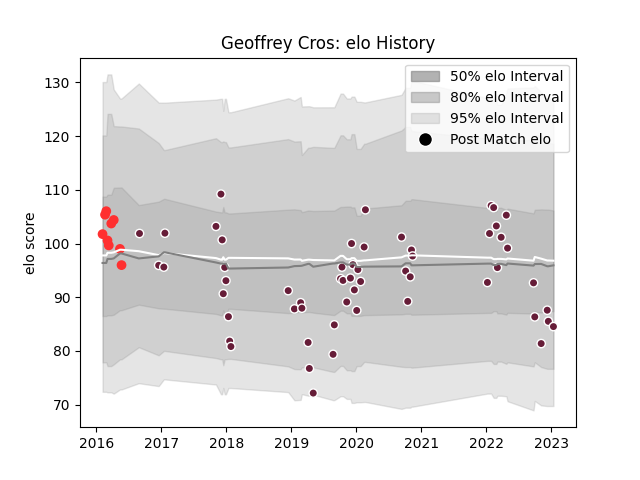 Geoffrey Cros: elo History
50% elo Interval
80% elo Interval
95% elo Interval
Post Match elo
elo score
130
120
110
100
90
80
70
2016 2017 2018 2019 2020 2021 2022 2023